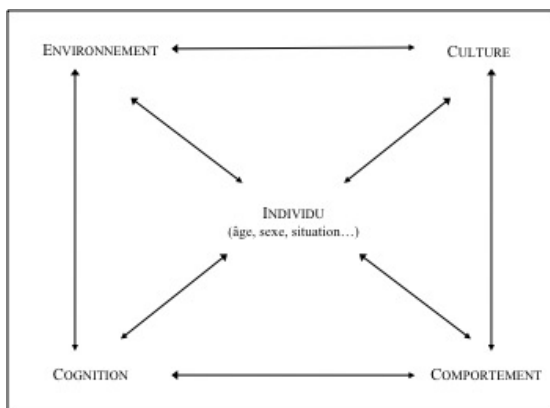 ENVIRONNEMENT
CULTURE
INDIVIDU
(âge, sexe, situation…)
COGNITION
COMPORTEMENT